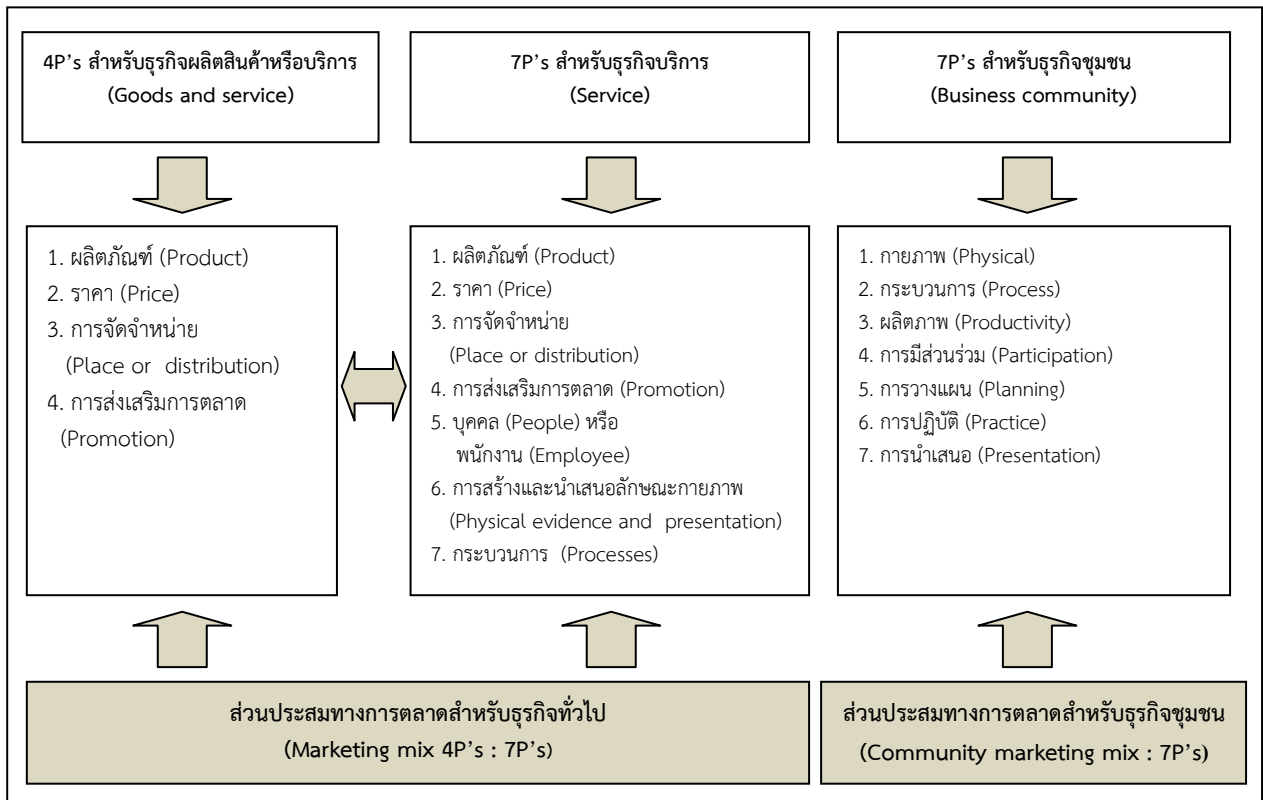 4P's สำหรับธุรกิจผลิตสินค้าหรือบริการ
(Goods and service)
7P's สำหรับธุรกิจบริการ
(Service)
7P's สำหรับธุรกิจชุมชน
(Business community)
1. ผลิตภัณฑ์ (Product)
2. ราคา (Price)
3. การจัดจำหน่าย
(Place or distribution)
4. การส่งเสริมการตลาด
(Promotion)
1. ผลิตภัณฑ์ (Product)
2. ราคา (Price)
3. การจัดจำหน่าย
(Place or distribution)
4. การส่งเสริมการตลาด (Promotion)
5. บุคคล (People) หรือ
พนักงาน (Employee)
6. การสร้างและนำเสนอลักษณะกายภาพ
(Physical evidence and presentation)
7. กระบวนการ (Processes)
1. กายภาพ (Physical)
2. กระบวนการ (Process)
3. ผลิตภาพ (Productivity)
4. การมีส่วนร่วม (Participation)
5. การวางแผน (Planning)
6. การปฏิบัติ (Practice)
7. การนำเสนอ (Presentation)
ส่วนประสมทางการตลาดสำหรับธุรกิจทั่วไป
(Marketing mix 4P's : 7P's)
ส่วนประสมทางการตลาดสำหรับธุรกิจชุมชน
(Community marketing mix : 7P's)